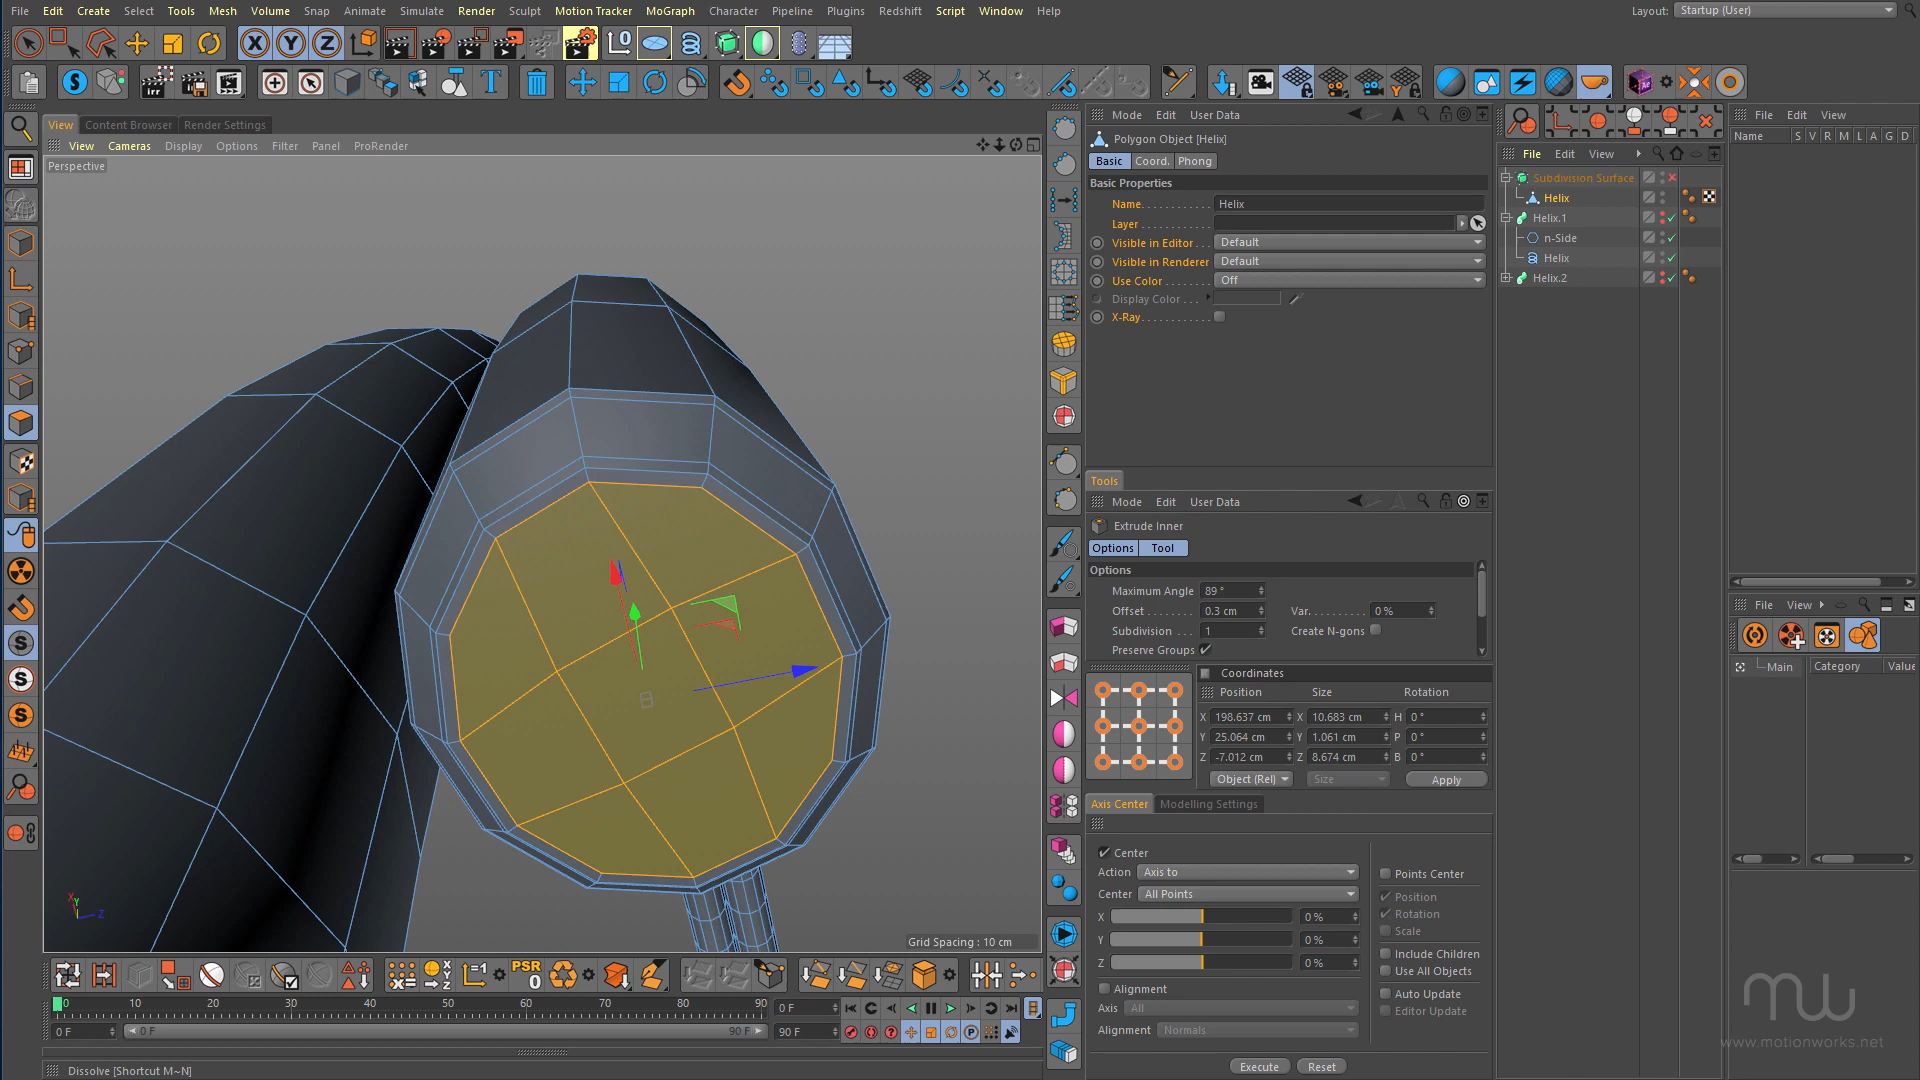 File Edit Create Select Tools Mesh Volume Snap Animate Simulate Render Sculpt Motion Tracker MoGraph Character Pipeline Plugins Redshift Script Window Help
Layout: Startup (User)
View Content Browser Render Settings
View Cameras Display Options Filter Panel ProRender
Perspective
Grid Spacing : 10 cm
Mode Edit User Data
Polygon Object [Helix]
Basic Coord. Phong
Basic Properties
Name Helix
Layer
Visible in Editor Default
Visible in Renderer Default
Use Color Off
Display Color
X-Ray
Tools
Mode Edit User Data
Extrude Inner
Options Tool
Options
Maximum Angle 89 °
Offset 0.3 cm Var. 0 %
Subdivision 1 Create N-gons
Preserve Groups
Coordinates
Position Size Rotation
X 198.637 cm X 10.683 cm H 0 °
Y 25.064 cm Y 1.061 cm P 0 °
Z -7.012 cm Z 8.674 cm B 0 °
Object (Rel) Size Apply
Axis Center Modelling Settings
Center
Action Axis to
Center All Points
X 0 %
Y 0 %
Z 0 %
Alignment
Axis All
Alignment Normals
Points Center
Position
Rotation
Scale
Include Children
Use All Objects
Auto Update
Editor Update
Execute Reset
File Edit View
Subdivision Surface
Helix
Helix.1
n-Side
Helix
Helix.2
File Edit View
Name S V R M L A G D
File View
Main Category Value
PSR
0
0 10 20 30 40 50 60 70 80 90 0 F
0 F 0 F 90 F 90 F
Dissolve [Shortcut M~N]
mw
www.motionworks.net